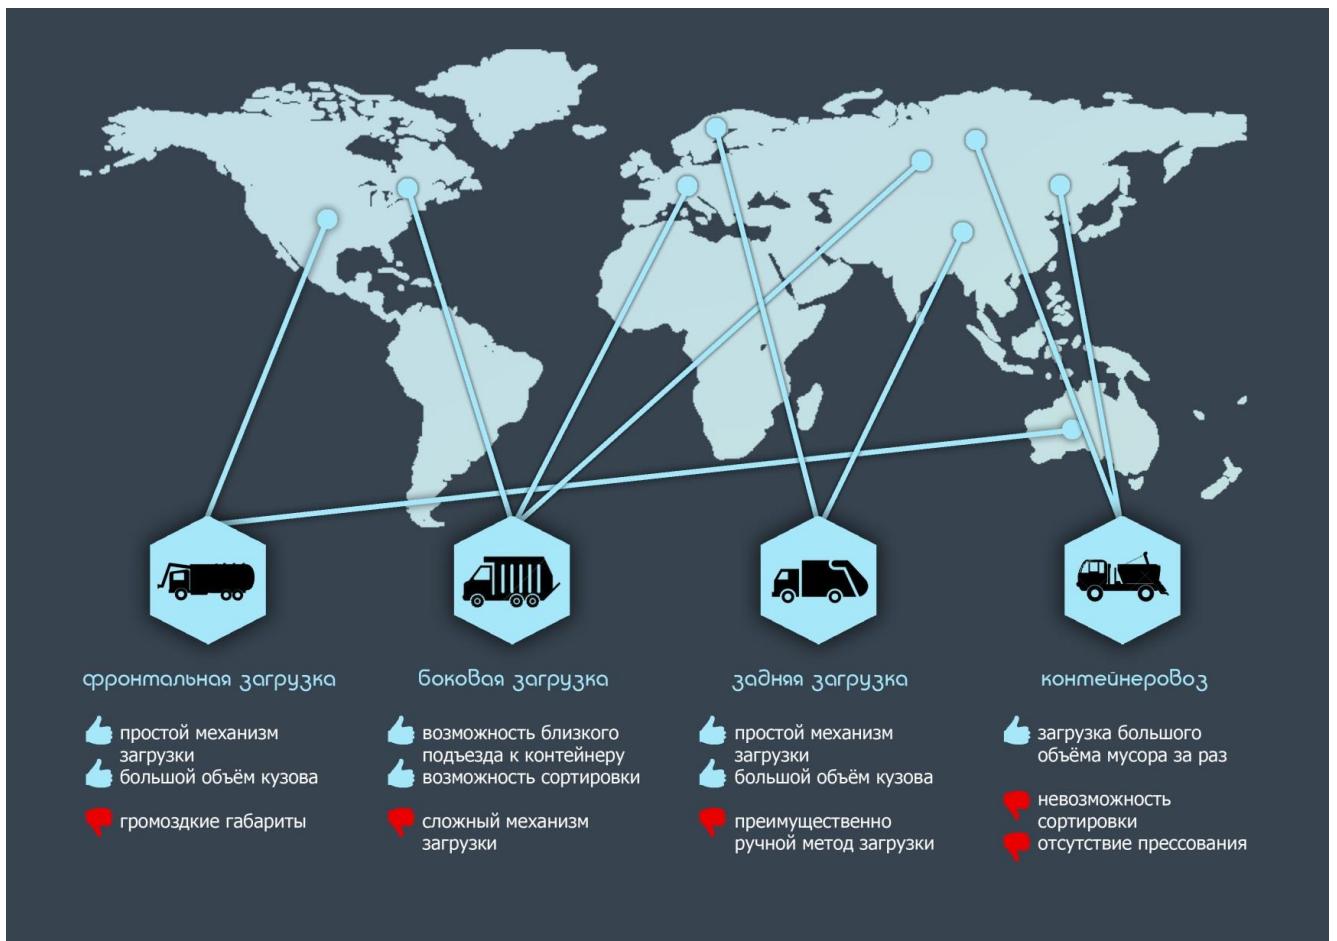 фронтальная загрузка
простой механизм
загрузки
большой объём кузова
громоздкие габариты
боковая загрузка
возможность близкого
подъезда к контейнеру
возможность сортировки
сложный механизм
загрузки
задняя загрузка
простой механизм
загрузки
большой объём кузова
преимущественно
ручной метод загрузки
контейнеровоз
загрузка большого
объёма мусора за раз
невозможность
сортировки
отсутствие прессования